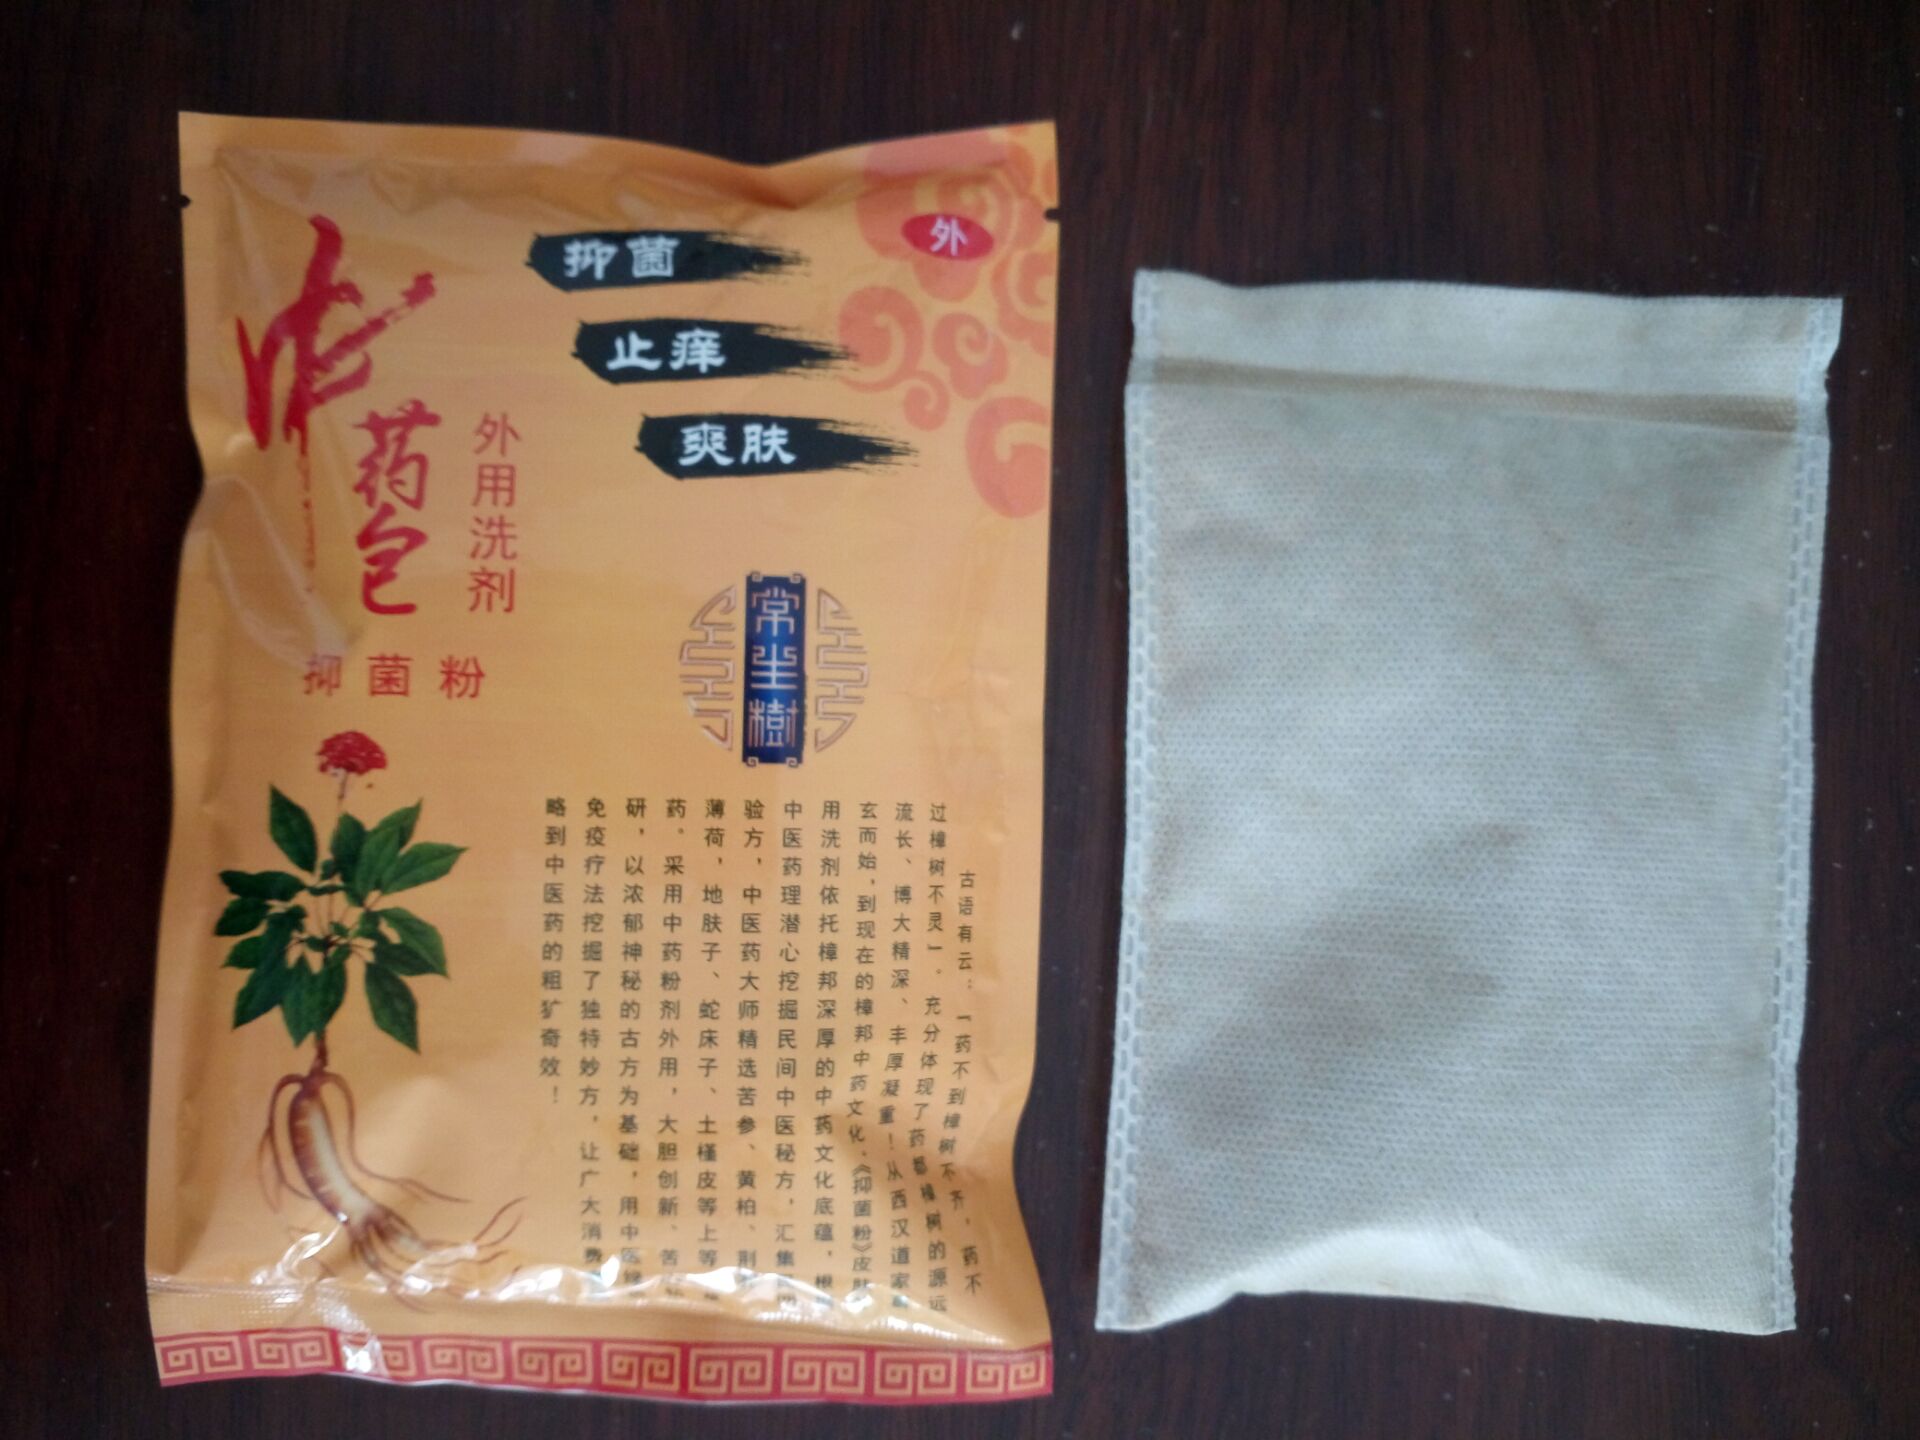 外
抑菌
止痒
爽肤
中
药包
外用洗剂
抑菌粉
常生樹
古语有云：「药不到樟树不齐，药不
过樟树不灵」。充分体现了药都樟树的源远
流长、博大精深、丰厚凝重！从西汉道家葛
玄而始，到现在的樟邦中药文化.《抑菌粉》皮肤
用洗剂依托樟邦深厚的中药文化底蕴，根
中医药理潜心挖掘民间中医秘方，汇集民间
验方，中医药大师精选苦参、黄柏、荆
薄荷，地肤子、蛇床子、土槿皮等上等
药。采用中药粉剂外用，大胆创新、苦心钻
研，以浓郁神秘的古方为基础，用中医
免疫疗法挖掘了独特妙方，让广大消费
略到中医药的粗犷奇效！